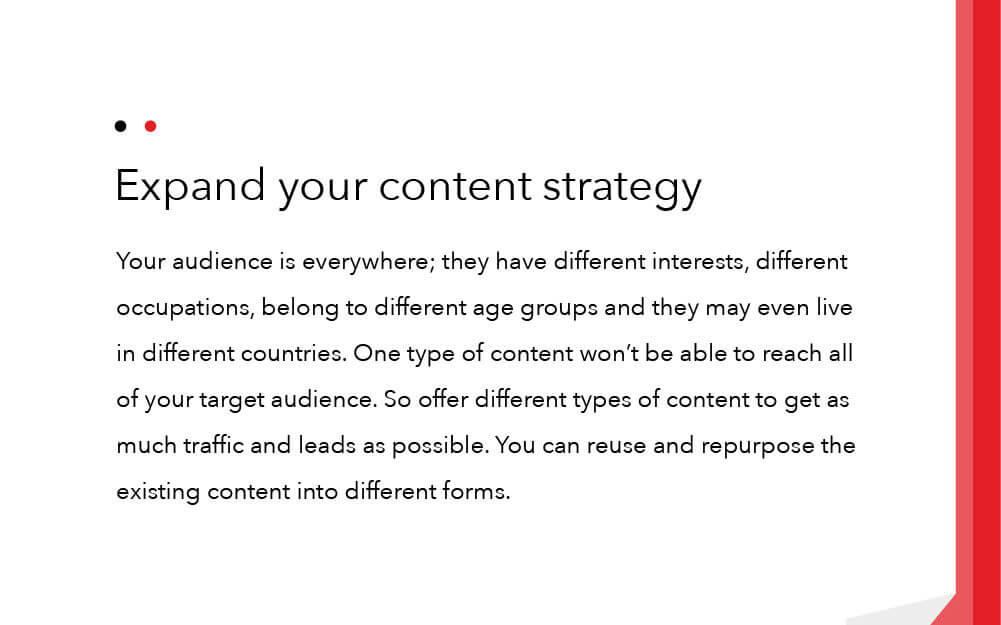 Expand your content strategy
Your audience is everywhere; they have different interests, different
occupations, belong to different age groups and they may even live
in different countries. One type of content won’t be able to reach all
of your target audience. So offer different types of content to get as
much traffic and leads as possible. You can reuse and repurpose the
existing content into different forms.